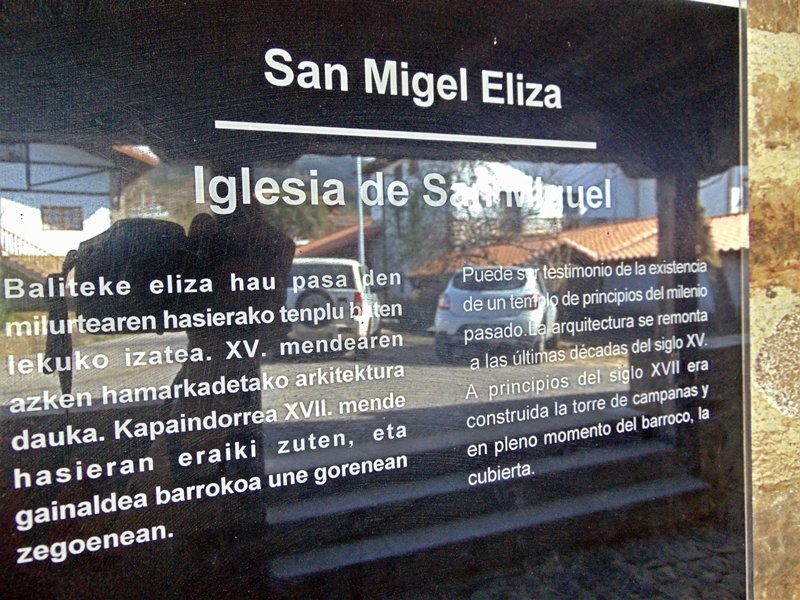 San Migel Eliza
Iglesia de San Miguel
Baliteke eliza hau pasa den
milurtearen hasierako tenplu baten
lekuko izatea. XV. mendearen
azken hamarkadetako arkitektura
dauka. Kapaindorrea XVII. mende
hasieran eraiki zuten, eta
gainaldea barrokoa une gorenean
zegoenean.
Puede ser testimonio de la existencia
de un templo de principios del milenio
pasado. La arquitectura se remonta
a las últimas décadas del siglo XV.
A principios del siglo XVII era
construida la torre de campanas y
en pleno momento del barroco, la
cubierta.